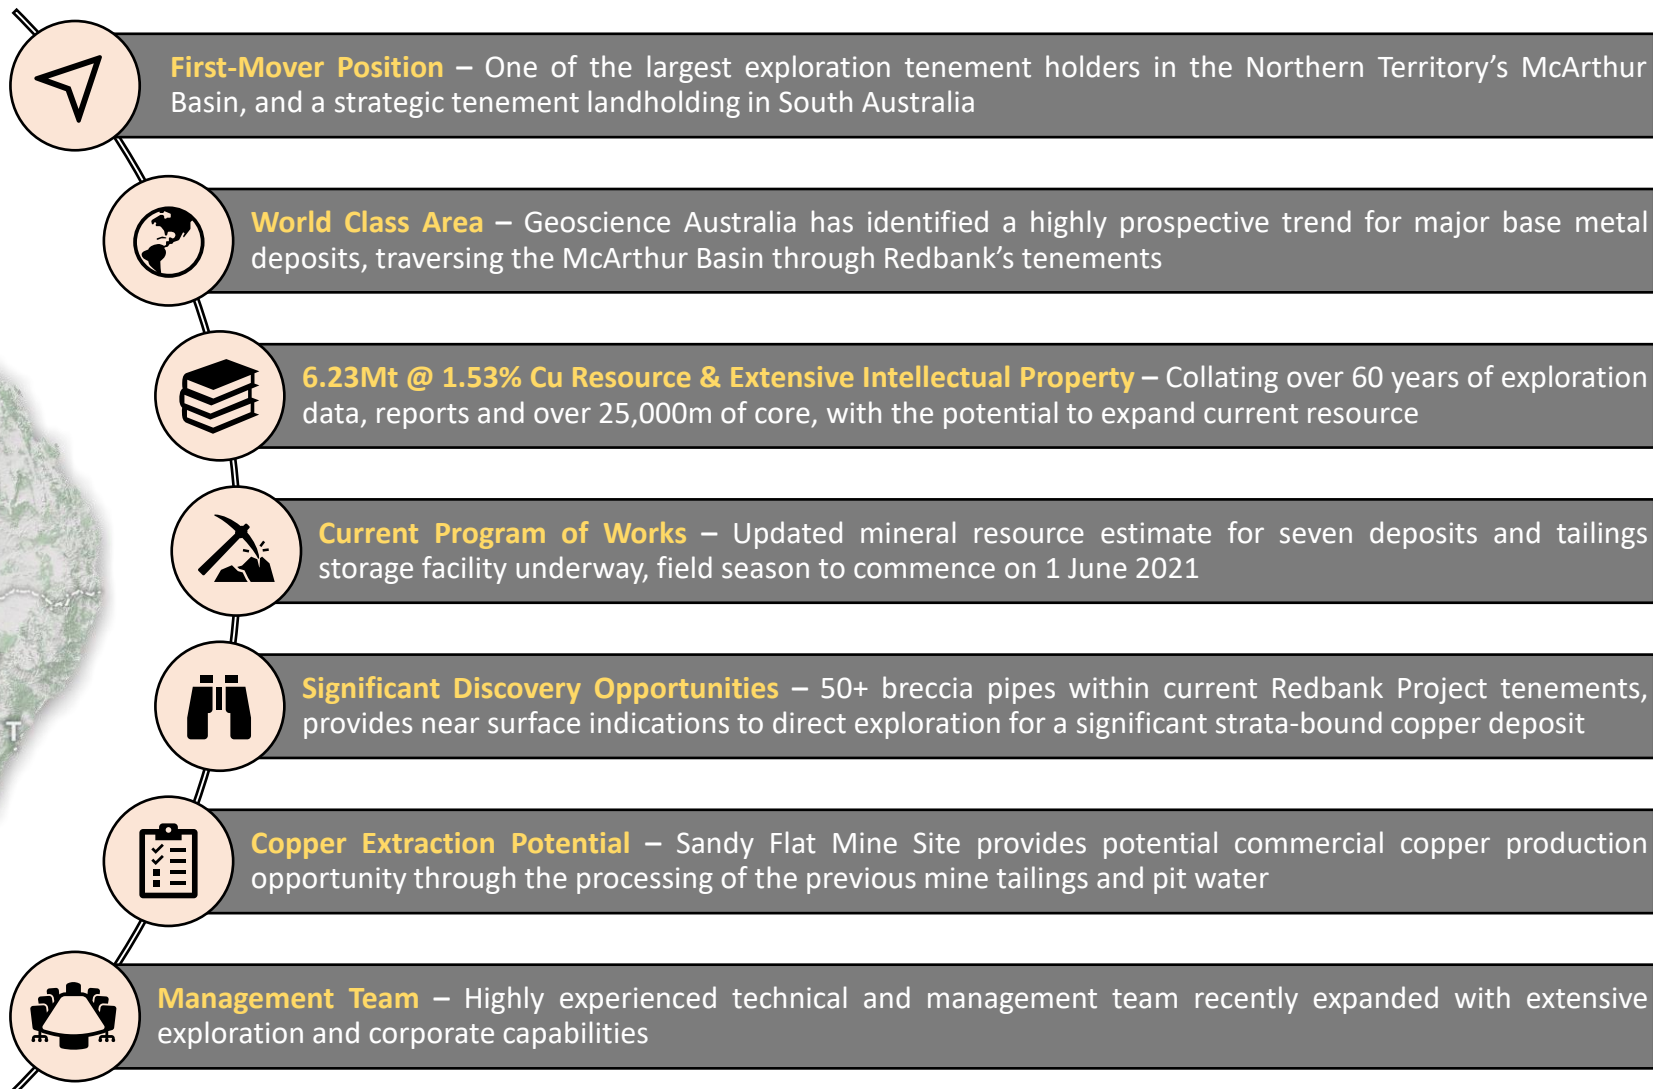 First-Mover Position – One of the largest exploration tenement holders in the Northern Territory's McArthur
Basin, and a strategic tenement landholding in South Australia
World Class Area – Geoscience Australia has identified a highly prospective trend for major base metal
deposits, traversing the McArthur Basin through Redbank's tenements
6.23Mt @ 1.53% Cu Resource & Extensive Intellectual Property – Collating over 60 years of exploration
data, reports and over 25,000m of core, with the potential to expand current resource
Current Program of Works – Updated mineral resource estimate for seven deposits and tailings
storage facility underway, field season to commence on 1 June 2021
T
Significant Discovery Opportunities – 50+ breccia pipes within current Redbank Project tenements,
provides near surface indications to direct exploration for a significant strata-bound copper deposit
Copper Extraction Potential – Sandy Flat Mine Site provides potential commercial copper production
opportunity through the processing of the previous mine tailings and pit water
Management Team – Highly experienced technical and management team recently expanded with extensive
exploration and corporate capabilities